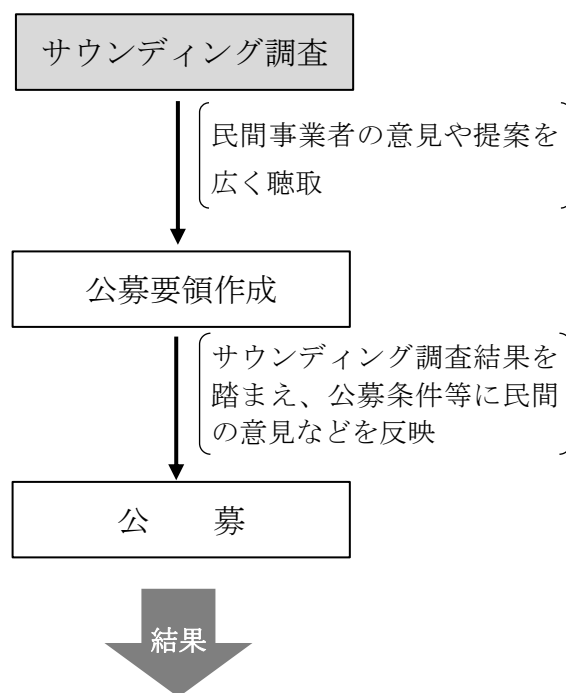 サウンディング調査
民間事業者の意見や提案を
広く聴取
公募要領作成
サウンディング調査結果を
踏まえ、公募条件等に民間
の意見などを反映
公　　募
結果